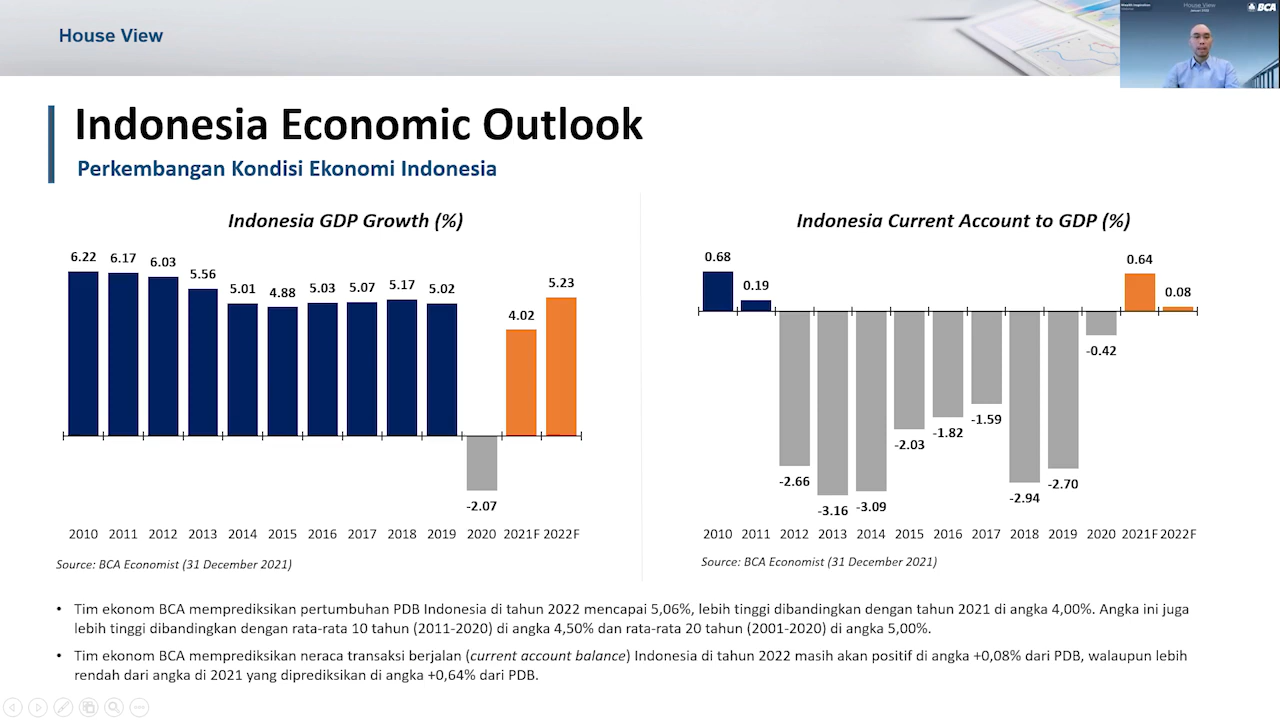 House View
House View
BCA
Indonesia Economic Outlook
Perkembangan Kondisi Ekonomi Indonesia
Indonesia GDP Growth (%)
6.22 6.17 6.03 5.56 5.01 4.88 5.03 5.07 5.17 5.02 -2.07 4.02 5.23
2010 2011 2012 2013 2014 2015 2016 2017 2018 2019 2020 2021F 2022F
Source: BCA Economist (31 December 2021)
Indonesia Current Account to GDP (%)
0.68 0.19 -2.66 -3.16 -3.09 -2.03 -1.82 -1.59 -2.94 -2.70 -0.42 0.64 0.08
2010 2011 2012 2013 2014 2015 2016 2017 2018 2019 2020 2021F 2022F
Source: BCA Economist (31 December 2021)
• Tim ekonom BCA memprediksikan pertumbuhan PDB Indonesia di tahun 2022 mencapai 5,06%, lebih tinggi dibandingkan dengan tahun 2021 di angka 4,00%. Angka ini juga
lebih tinggi dibandingkan dengan rata-rata 10 tahun (2011-2020) di angka 4,50% dan rata-rata 20 tahun (2001-2020) di angka 5,00%.
• Tim ekonom BCA memprediksikan neraca transaksi berjalan (current account balance) Indonesia di tahun 2022 masih akan positif di angka +0,08% dari PDB, walaupun lebih
rendah dari angka di 2021 yang diprediksikan di angka +0,64% dari PDB.